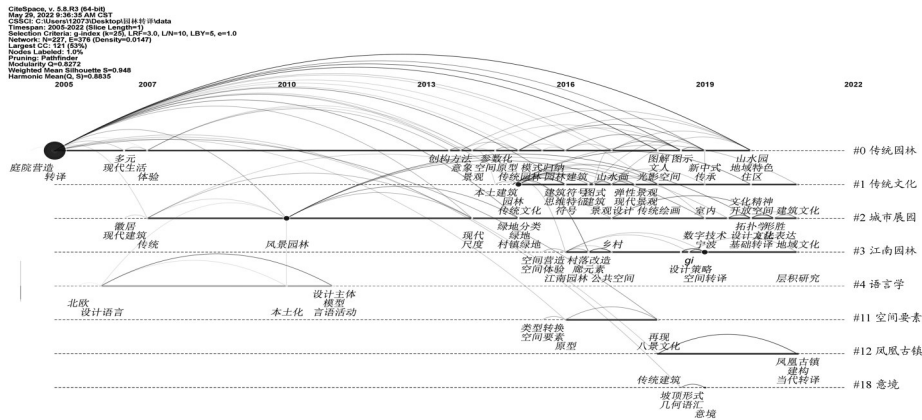 CiteSpace, v. 5.8.R3 (64-bit)
May 29, 2022 9:36:35 AM CST
CSSCI: C:\Users\12073\Desktop\园林转译\data
Timespan: 2005-2022 (Slice Length=1)
Selection Criteria: g-index (k=25), LRF=3.0, L/N=10, LBY=5, e=1.0
Network: N=227, E=376 (Density=0.0147)
Largest CC: 121 (53%)
Nodes Labeled: 1.0%
Pruning: Pathfinder
Modularity Q=0.8272
Weighted Mean Silhouette S=0.948
Harmonic Mean(Q, S)=0.8835
2005 2007 2010 2013 2016 2019 2022
#0 传统园林
庭院营造 多元 创构方法 参数化 图解 图示 山水园
转译 现代生活 意象 空间原型 模式归纳 文人 新中式 地域特色
体验 景观 传统园林 园林建筑 山水画 光影空间 传承 住区
#1 传统文化
本土建筑 建筑符号 图式 弹性景观 文化精神
徽居 园林 思维特征 建筑 现代景观 开放空间
现代建筑 传统文化 符号 景观设计 传统绘画 室内 建筑文化
#2 城市展园
传统 风景园林 现代 绿地分类 拓扑学 形胜
尺度 绿地 数字技术 设计 文法 表达
村镇绿地 乡村 宁波 基础转译 地域文化
#3 江南园林
空间营造 村落改造 gi
空间体验 廊元素 设计策略
江南园林 公共空间 空间转译 层积研究
#4 语言学
北欧 设计主体
设计语言 本土化 模型
言语活动
#11 空间要素
类型转换 再现
空间要素 八景文化
原型
#12 凤凰古镇
凤凰古镇
传统建筑 建构
当代转译
#18 意境
坡顶形式
几何语汇
意境